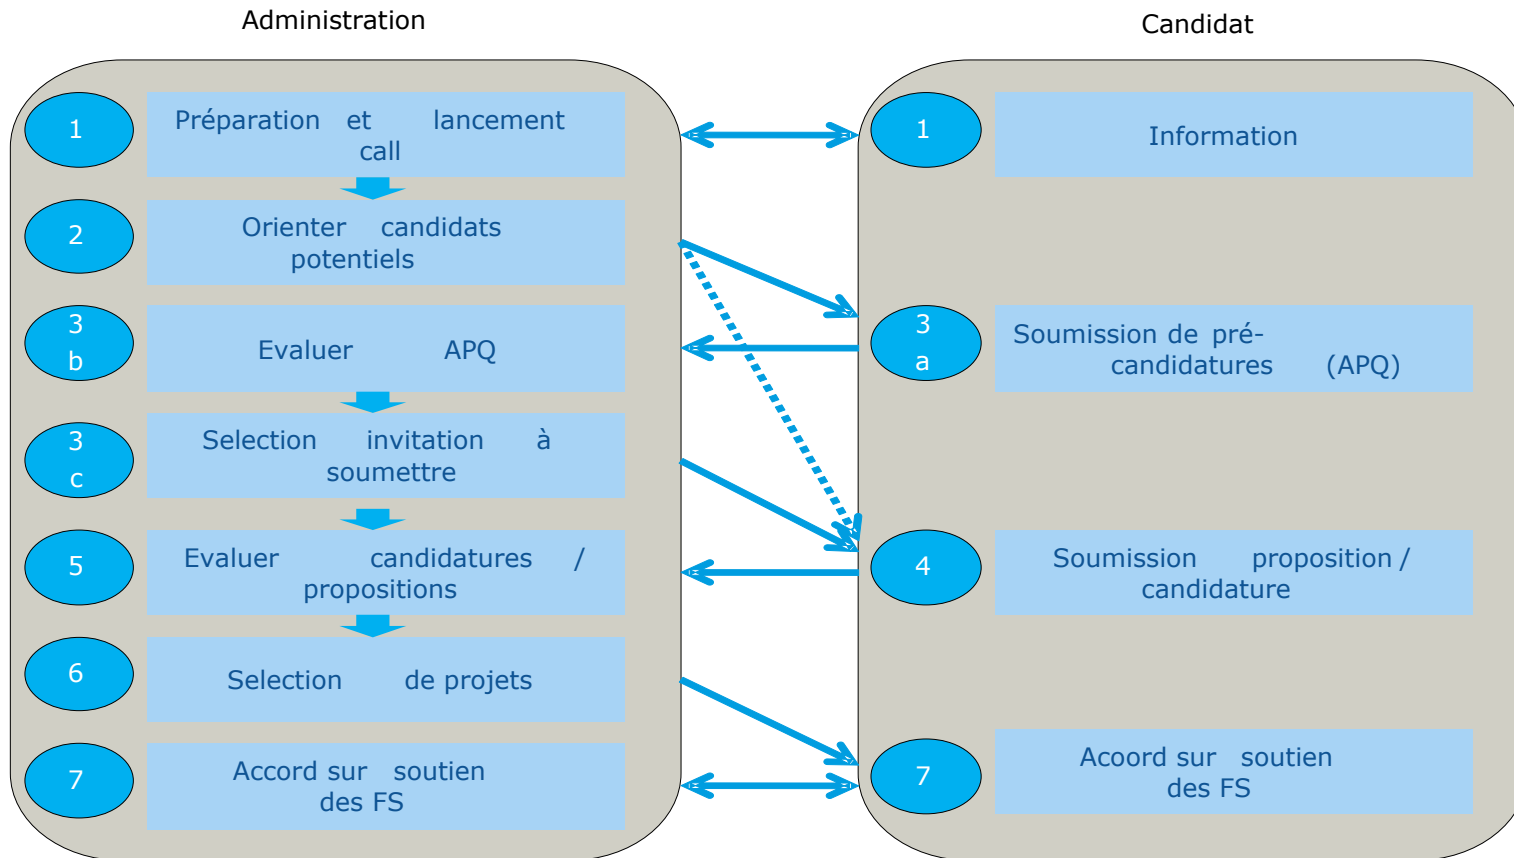 Administration
Candidat
1
Préparation et lancement
call
1
Information
2
Orienter candidats
potentiels
3
b
Evaluer APQ
3
a
Soumission de pré-
candidatures (APQ)
3
c
Selection invitation à
soumettre
5
Evaluer candidatures /
propositions
4
Soumission proposition /
candidature
6
Selection de projets
7
Accord sur soutien
des FS
7
Acoord sur soutien
des FS